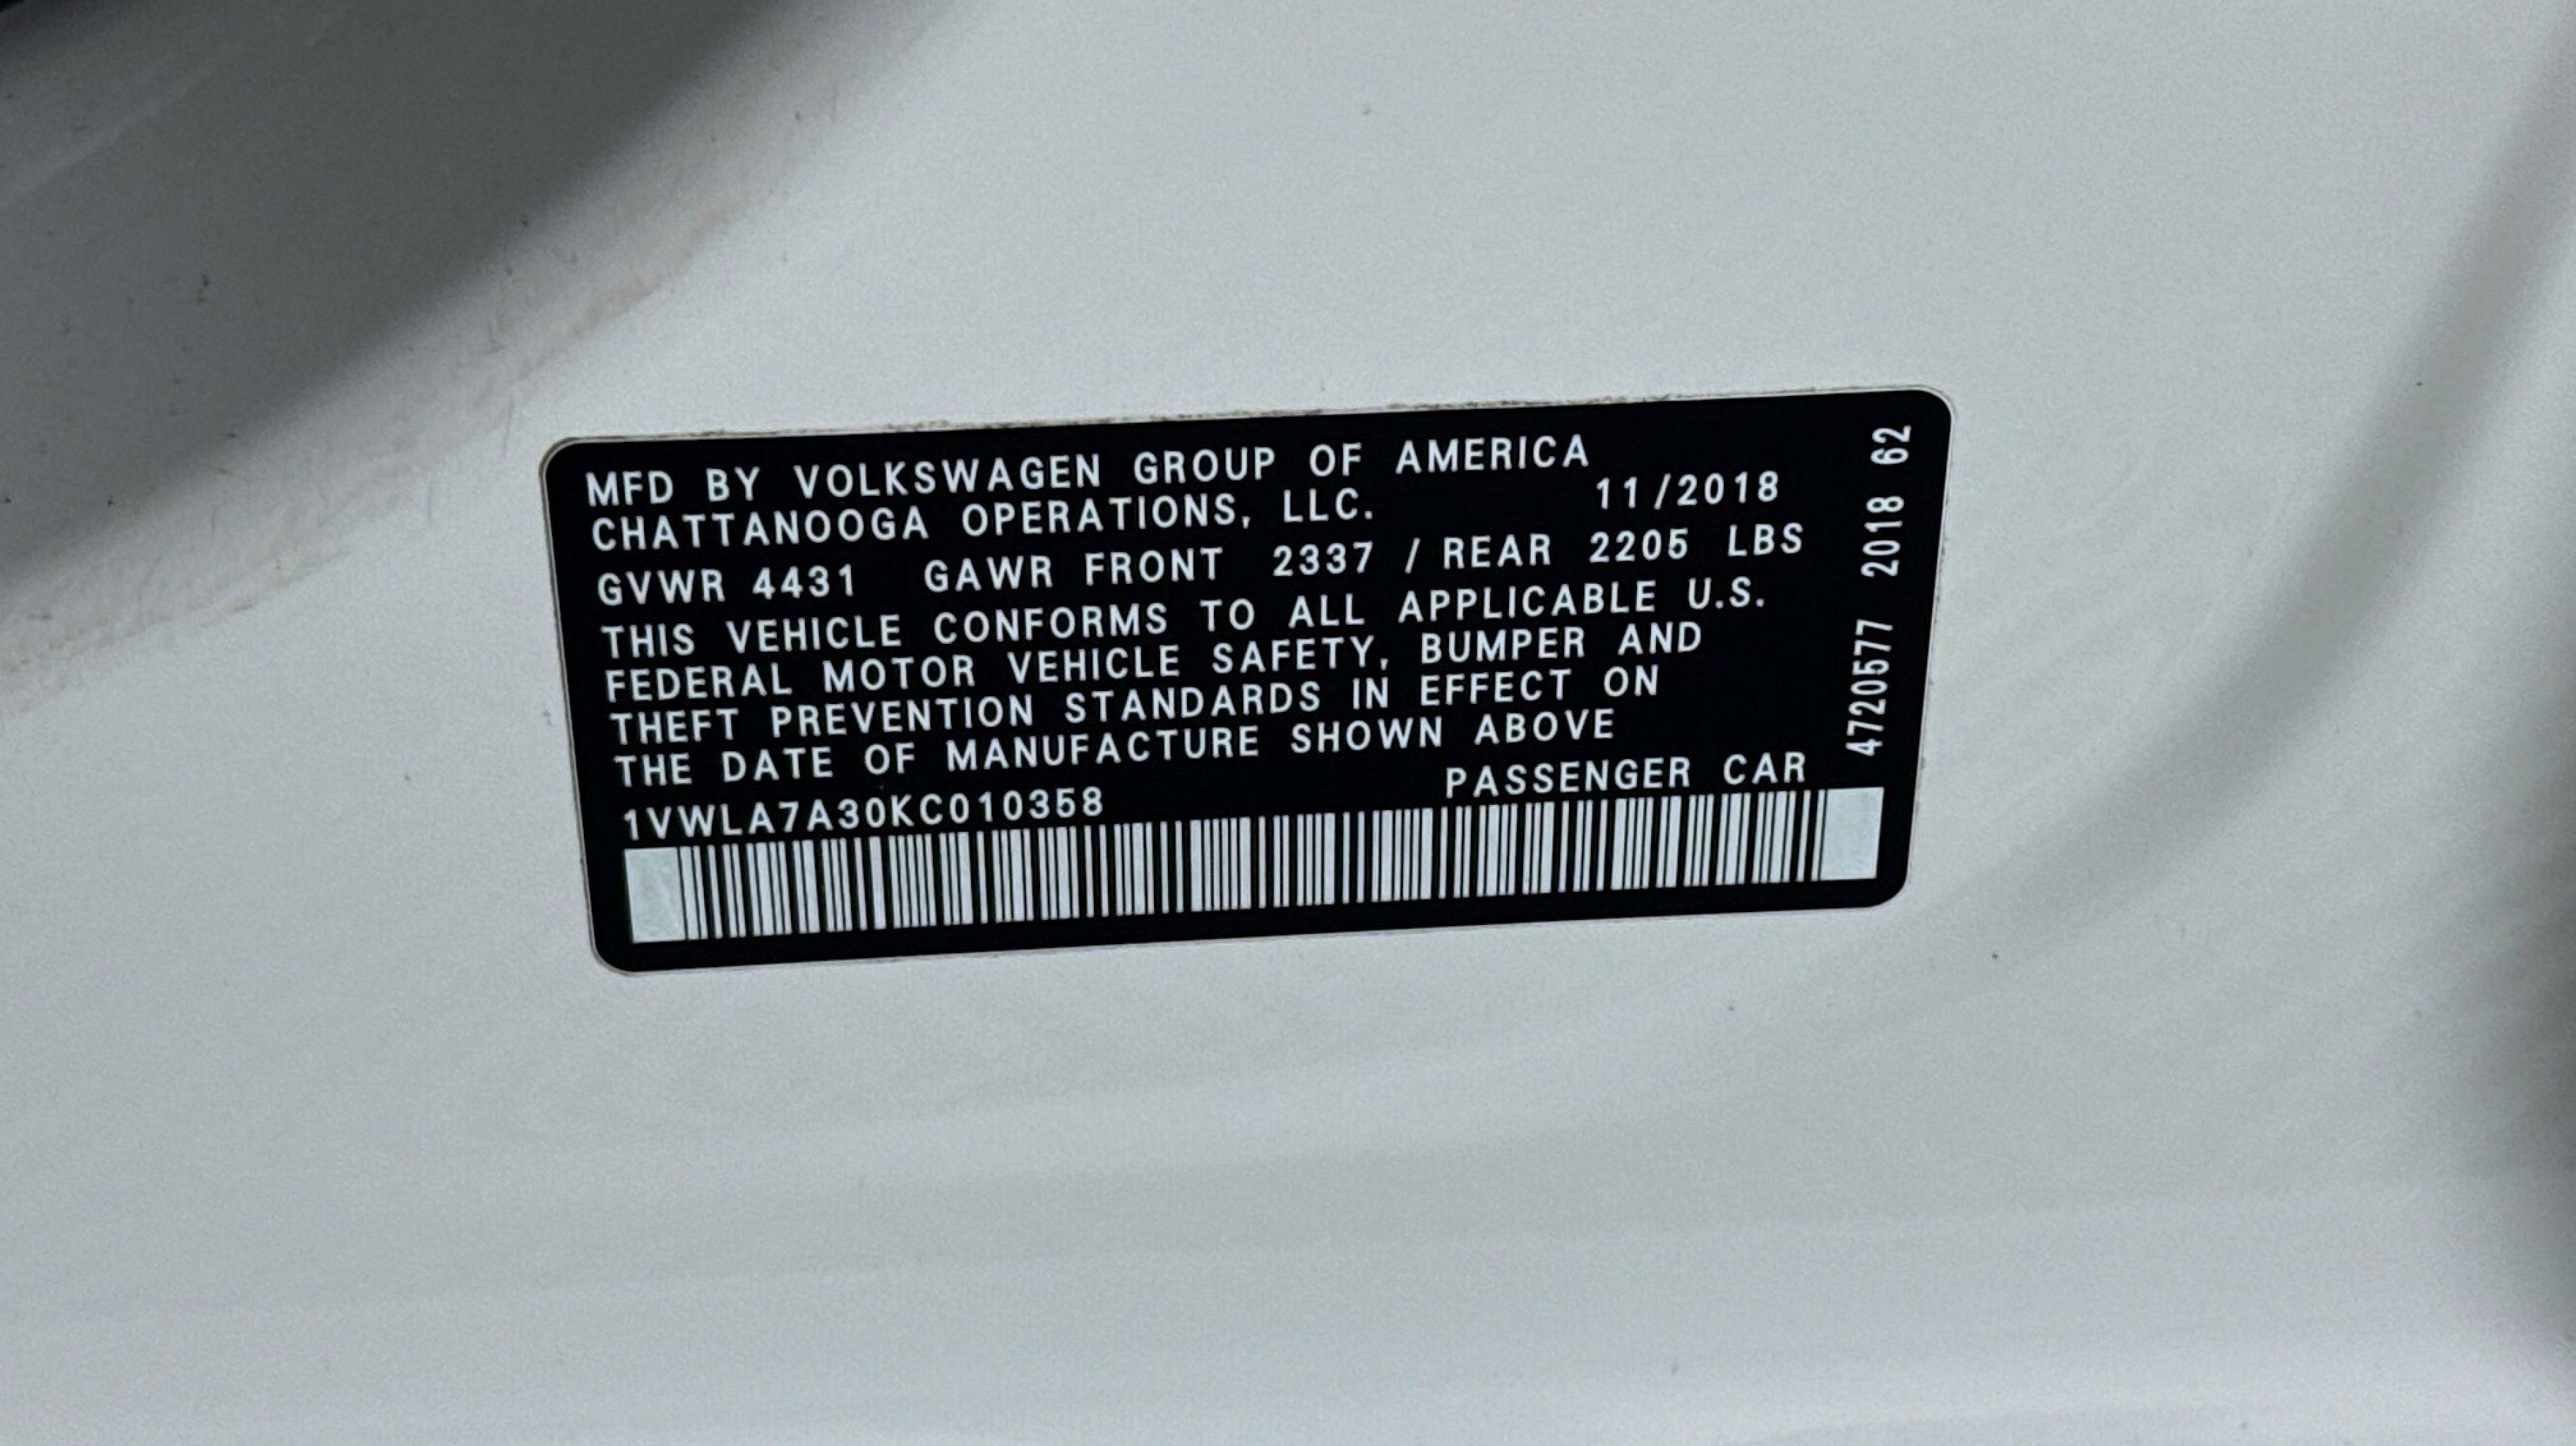 MFD BY VOLKSWAGEN GROUP OF AMERICA
CHATTANOOGA OPERATIONS, LLC. 11/2018
GVWR 4431 GAWR FRONT 2337 / REAR 2205 LBS
THIS VEHICLE CONFORMS TO ALL APPLICABLE U.S.
FEDERAL MOTOR VEHICLE SAFETY, BUMPER AND
THEFT PREVENTION STANDARDS IN EFFECT ON
THE DATE OF MANUFACTURE SHOWN ABOVE
1VWLA7A30KC010358 PASSENGER CAR
4720577 2018 62